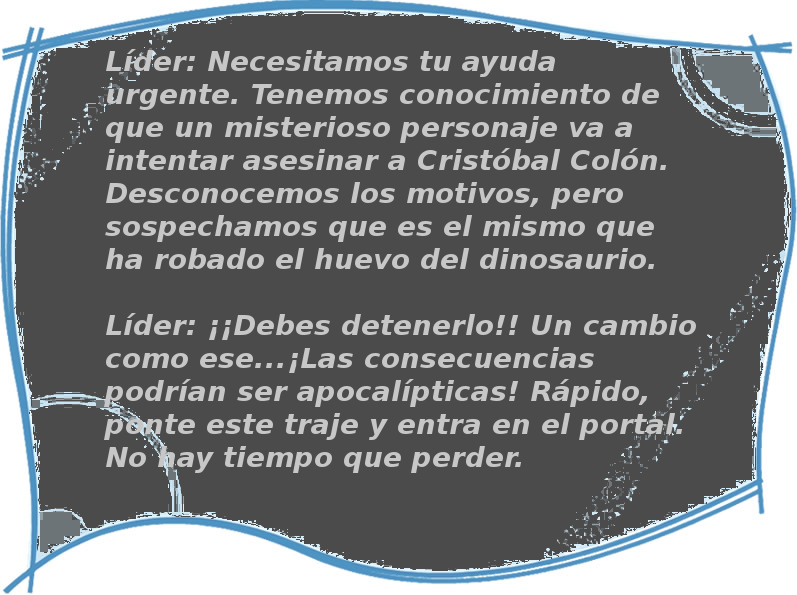 Líder: Necesitamos tu ayuda
urgente. Tenemos conocimiento de
que un misterioso personaje va a
intentar asesinar a Cristóbal Colón.
Desconocemos los motivos, pero
sospechamos que es el mismo que
ha robado el huevo del dinosaurio.
Líder: ¡¡Debes detenerlo!! Un cambio
como ese...¡Las consecuencias
podrían ser apocalípticas! Rápido,
ponte este traje y entra en el portal.
No hay tiempo que perder.